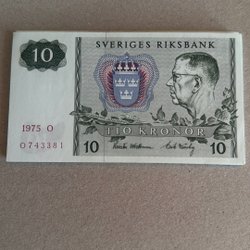 10
SVERIGES RIKSBANK
1975 O
O743381
TIO KRONOR
10
10